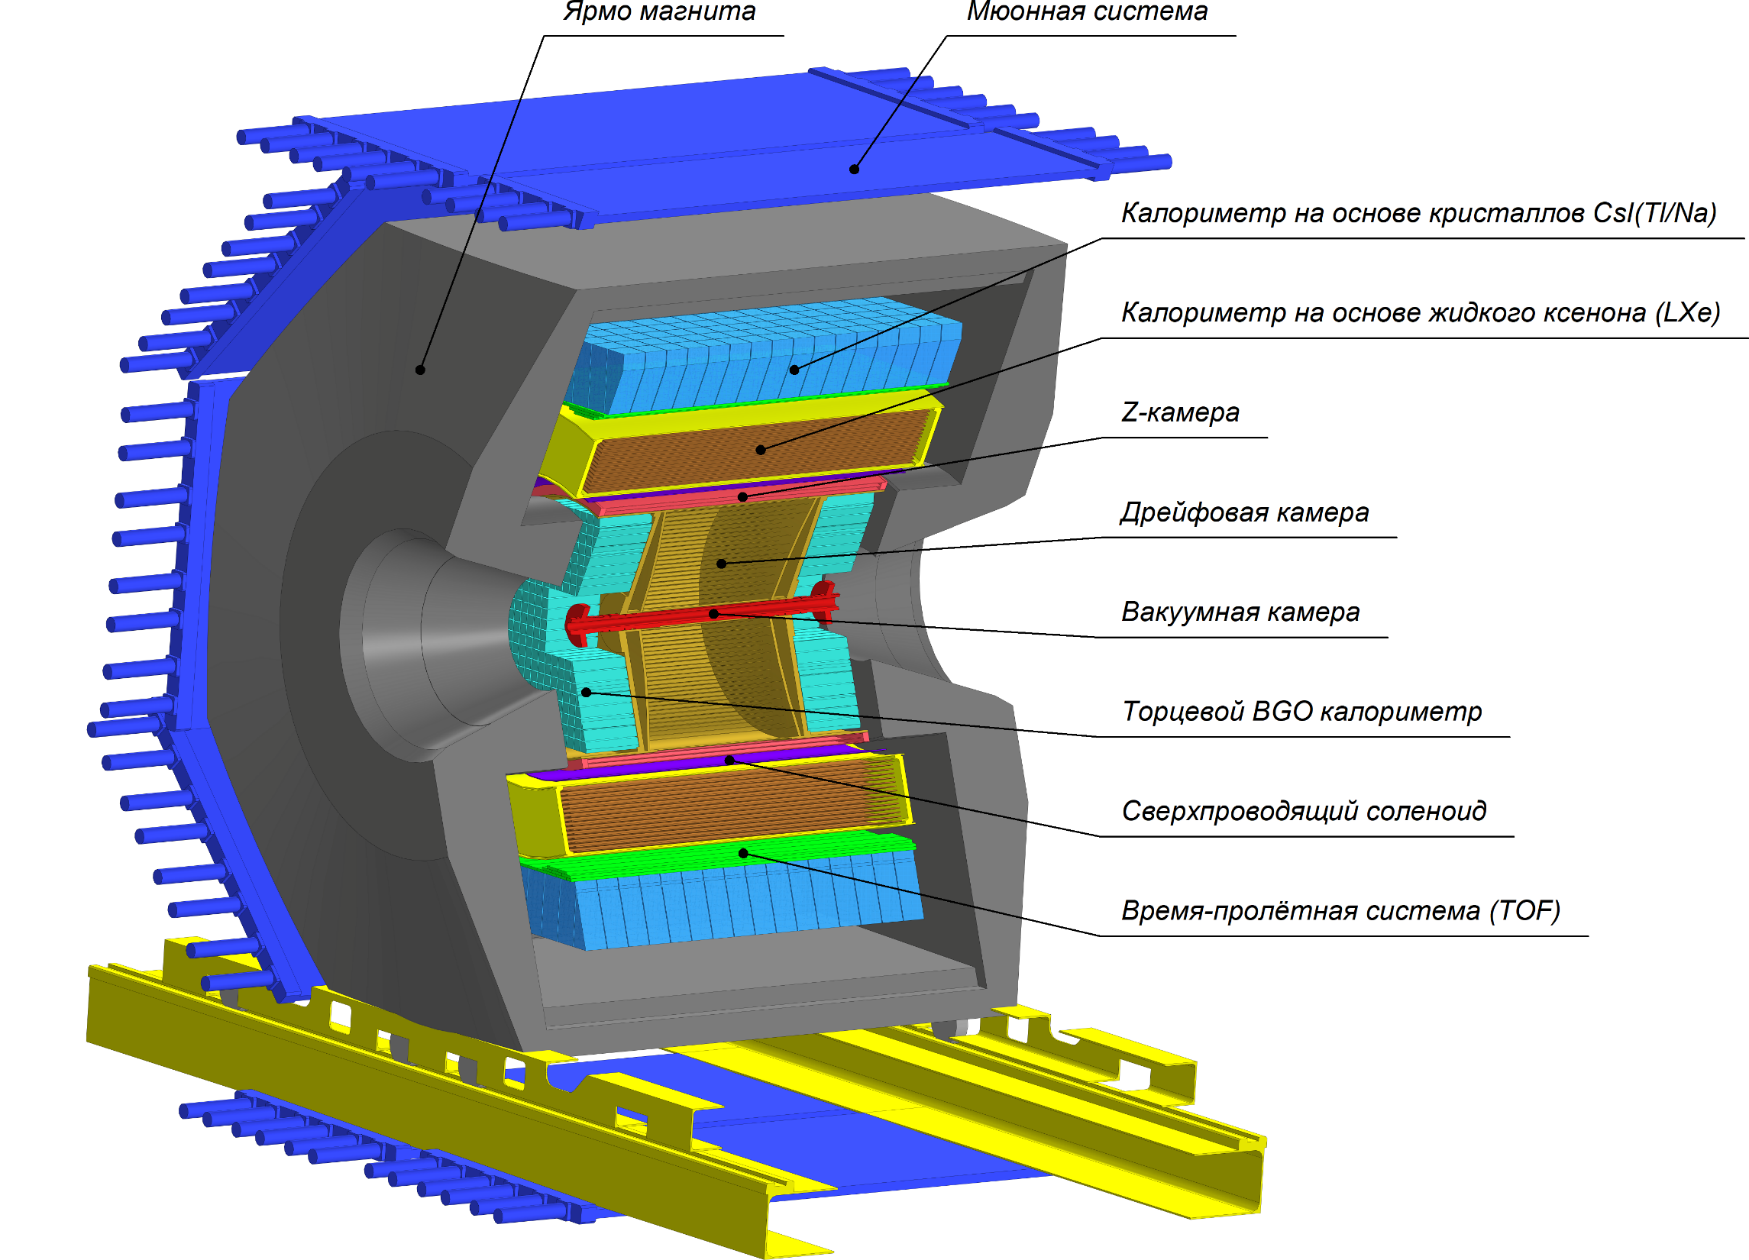 Ярмо магнита
Мюонная система
Калориметр на основе кристаллов CsI(Tl/Na)
Калориметр на основе жидкого ксенона (LXe)
Z-камера
Дрейфовая камера
Вакуумная камера
Торцевой BGO калориметр
Сверхпроводящий соленоид
Время-пролётная система (TOF)